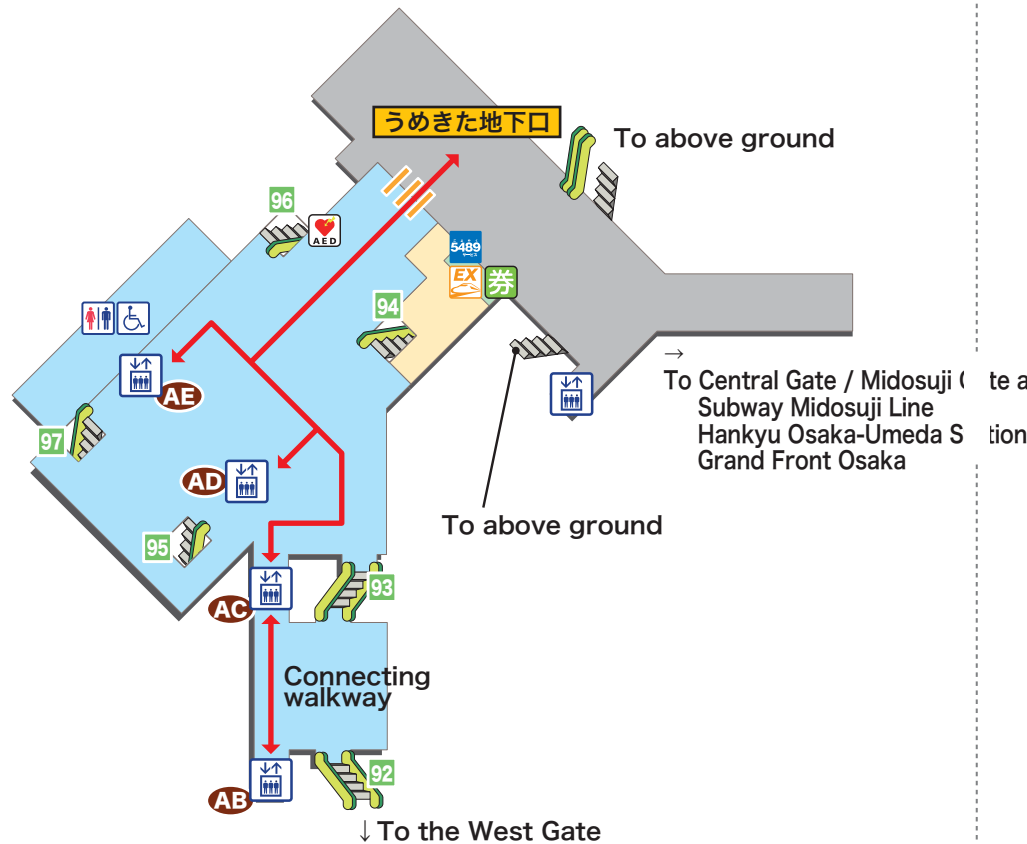 うめきた地下口
To above ground
96
AED
5489
EX
券
94
AE
97
→
To Central Gate / Midosuji
Subway Midosuji Line
Hankyu Osaka-Umeda
Grand Front Osaka
AD
To above ground
95
93
AC
Connecting
walkway
92
AB
↓ To the West Gate